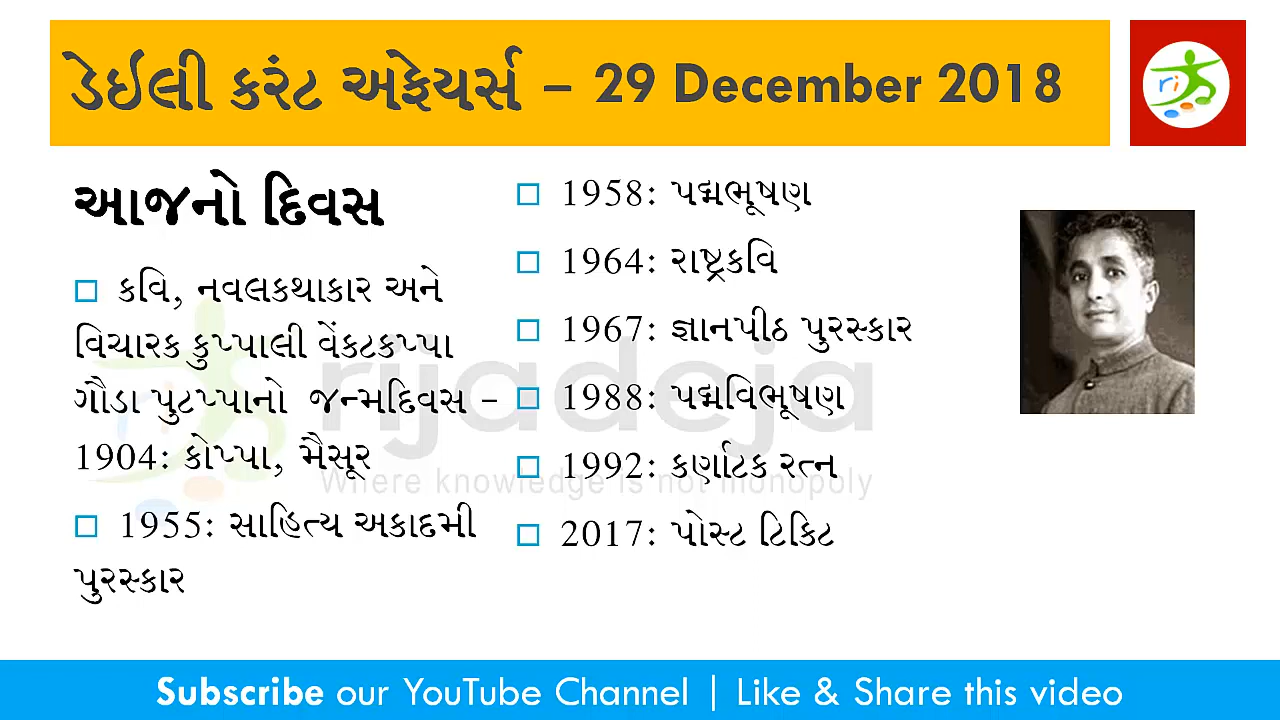 ડેઈલી કરંટ અફેયર્સ – 29 December 2018
ri
આજનો દિવસ
કવિ, નવલકથાકાર અને
વિચારક કુપ્પાલી વેંકટકપ્પા
ગૌડા પુટપ્પાનો જન્મદિવસ –
1904: કોપ્પા, મૈસૂર
1955: સાહિત્ય અકાદમી
પુરસ્કાર
1958: પદ્મભૂષણ
1964: રાષ્ટ્રકવિ
1967: જ્ઞાનપીઠ પુરસ્કાર
1988: પદ્મવિભૂષણ
1992: કર્ણાટક રત્ન
2017: પોસ્ટ ટિકિટ
rijadeja
Where knowledge is not monopoly
Subscribe our YouTube Channel | Like & Share this video